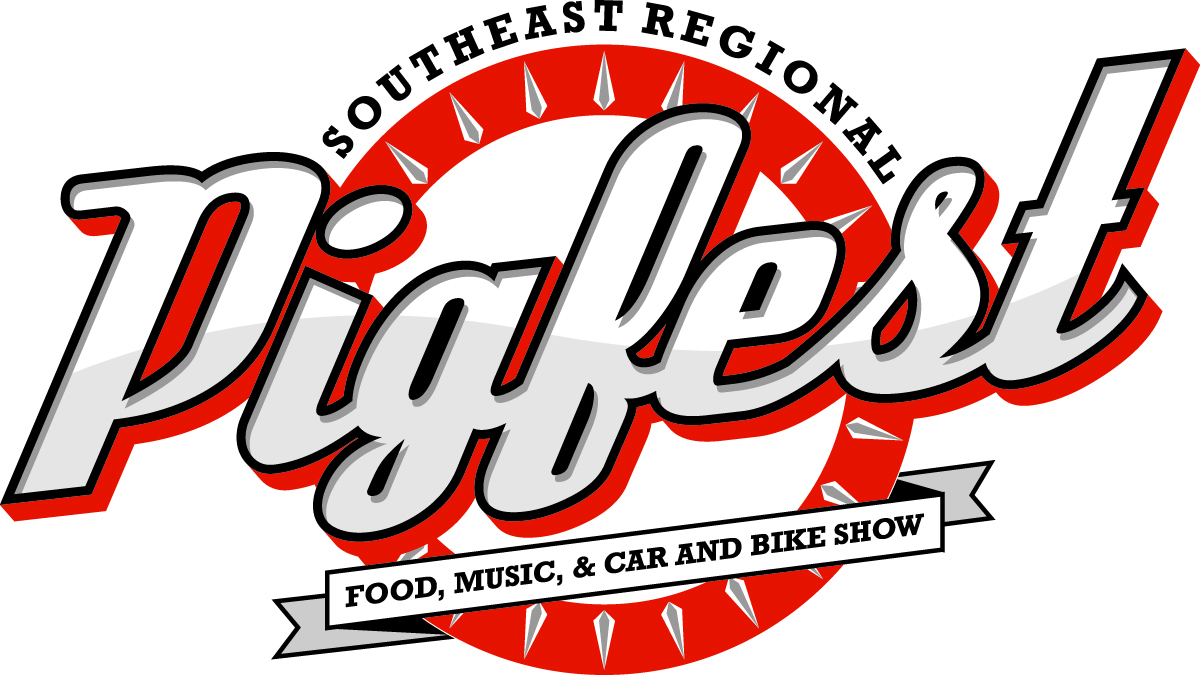 SOUTHEAST REGIONAL
Pigfest
FOOD, MUSIC, & CAR AND BIKE SHOW